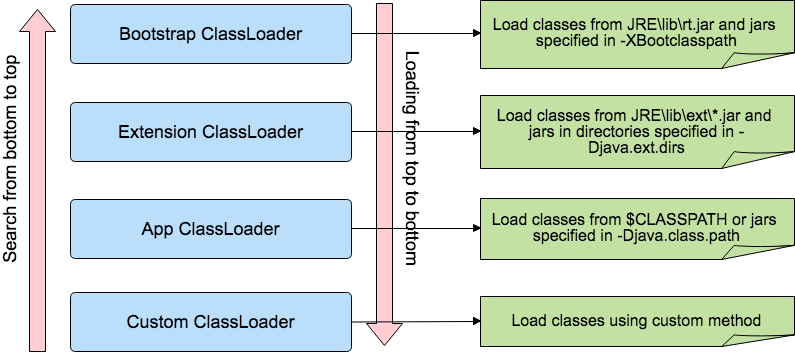 Search from bottom to top
Bootstrap ClassLoader
Extension ClassLoader
App ClassLoader
Custom ClassLoader
Loading from top to bottom
Load classes from JRE\lib\rt.jar and jars
specified in -XBootclasspath
Load classes from JRE\lib\ext\*.jar and
jars in directories specified in -
Djava.ext.dirs
Load classes from $CLASSPATH or jars
specified in -Djava.class.path
Load classes using custom method